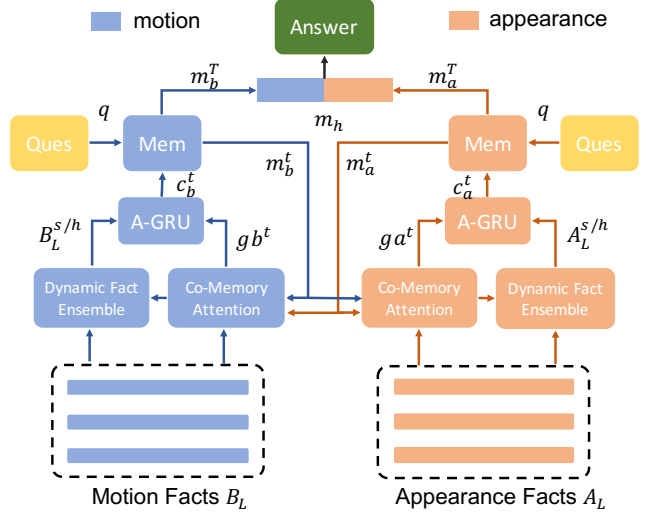 motion
Answer
appearance
$m_b^T$
$m_a^T$
$q$
$m_h$
$q$
Ques
Mem
$m_b^t$
$m_a^t$
Mem
Ques
$c_b^t$
$c_a^t$
$B_L^{s/h}$
A-GRU
$gb^t$
$ga^t$
A-GRU
$A_L^{s/h}$
Dynamic Fact
Ensemble
Co-Memory
Attention
Co-Memory
Attention
Dynamic Fact
Ensemble
Motion Facts $B_L$
Appearance Facts $A_L$